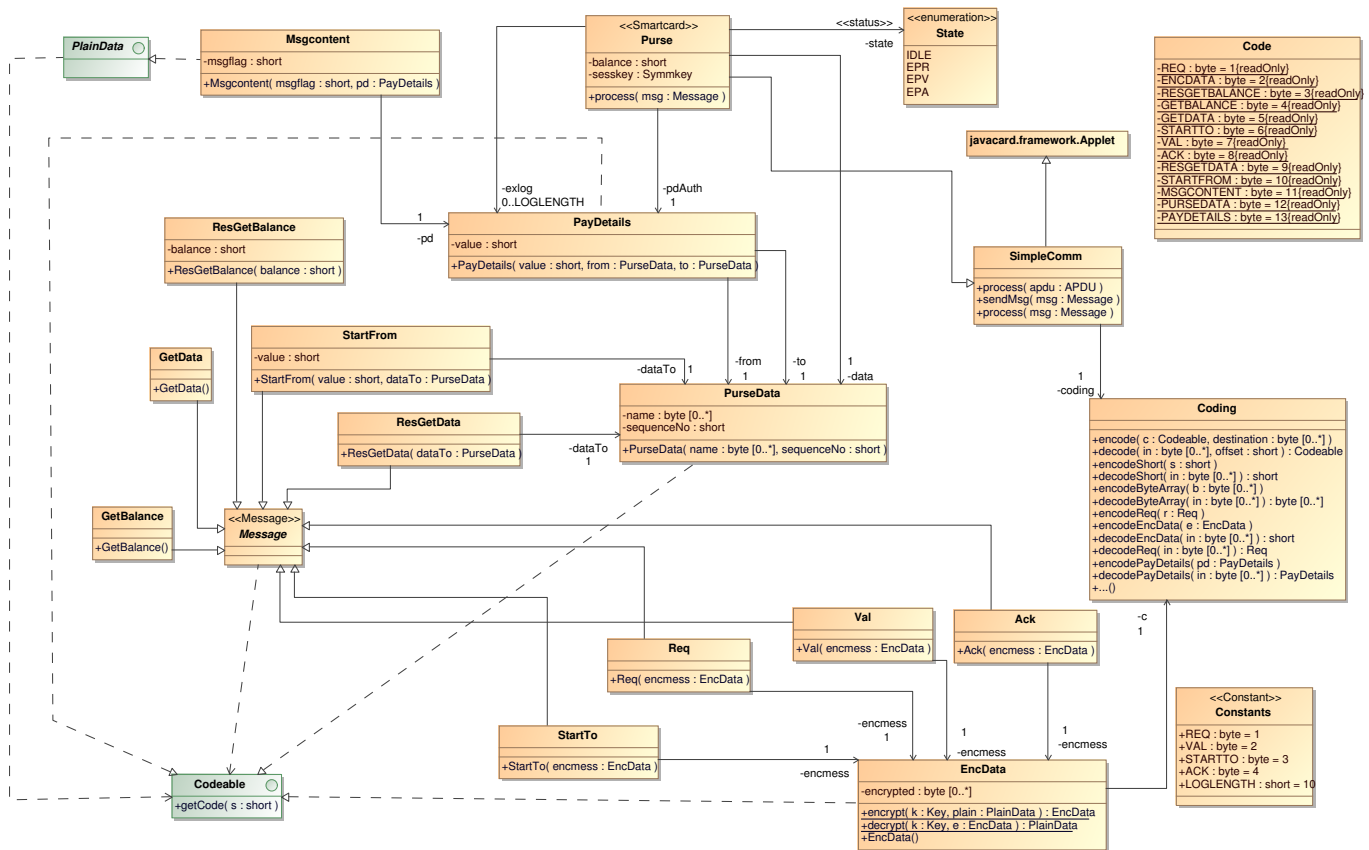 PlainData
Msgcontent
-msgflag : short
+Msgcontent( msgflag : short, pd : PayDetails )
<<Smartcard>>
Purse
-balance : short
-sesskey : Symmkey
+process( msg : Message )
<<status>>
-state
<<enumeration>>
State
IDLE
EPR
EPV
EPA
Code
-REQ : byte = 1{readOnly}
-ENCDATA : byte = 2{readOnly}
-RESGETBALANCE : byte = 3{readOnly}
-GETBALANCE : byte = 4{readOnly}
-GETDATA : byte = 5{readOnly}
-STARTTO : byte = 6{readOnly}
-VAL : byte = 7{readOnly}
-ACK : byte = 8{readOnly}
-RESGETDATA : byte = 9{readOnly}
-STARTFROM : byte = 10{readOnly}
-MSGCONTENT : byte = 11{readOnly}
-PURSEDATA : byte = 12{readOnly}
-PAYDETAILS : byte = 13{readOnly}
javacard.framework.Applet
-exlog
0..LOGLENGTH
-pdAuth
1
1
-pd
PayDetails
-value : short
+PayDetails( value : short, from : PurseData, to : PurseData )
ResGetBalance
-balance : short
+ResGetBalance( balance : short )
SimpleComm
+process( apdu : APDU )
+sendMsg( msg : Message )
+process( msg : Message )
StartFrom
-value : short
+StartFrom( value : short, dataTo : PurseData )
GetData
+GetData()
-dataTo
1
-from
1
-to
1
1
-data
1
-coding
PurseData
-name : byte [0..*]
-sequenceNo : short
+PurseData( name : byte [0..*], sequenceNo : short )
ResGetData
+ResGetData( dataTo : PurseData )
-dataTo
1
Coding
+encode( c : Codeable, destination : byte [0..*] )
+decode( in : byte [0..*], offset : short ) : Codeable
+encodeShort( s : short )
+decodeShort( in : byte [0..*] ) : short
+encodeByteArray( b : byte [0..*] )
+decodeByteArray( in : byte [0..*] ) : byte [0..*]
+encodeReq( r : Req )
+encodeEncData( e : EncData )
+decodeEncData( in : byte [0..*] ) : short
+decodeReq( in : byte [0..*] ) : Req
+encodePayDetails( pd : PayDetails )
+decodePayDetails( in : byte [0..*] ) : PayDetails
+...()
GetBalance
+GetBalance()
<<Message>>
Message
Val
+Val( encmess : EncData )
Ack
+Ack( encmess : EncData )
-c
1
Req
+Req( encmess : EncData )
StartTo
+StartTo( encmess : EncData )
1
-encmess
-encmess
1
1
-encmess
1
-encmess
<<Constant>>
Constants
+REQ : byte = 1
+VAL : byte = 2
+STARTTO : byte = 3
+ACK : byte = 4
+LOGLENGTH : short = 10
Codeable
+getCode( s : short )
EncData
-encrypted : byte [0..*]
+encrypt( k : Key, plain : PlainData ) : EncData
+decrypt( k : Key, e : EncData ) : PlainData
+EncData()